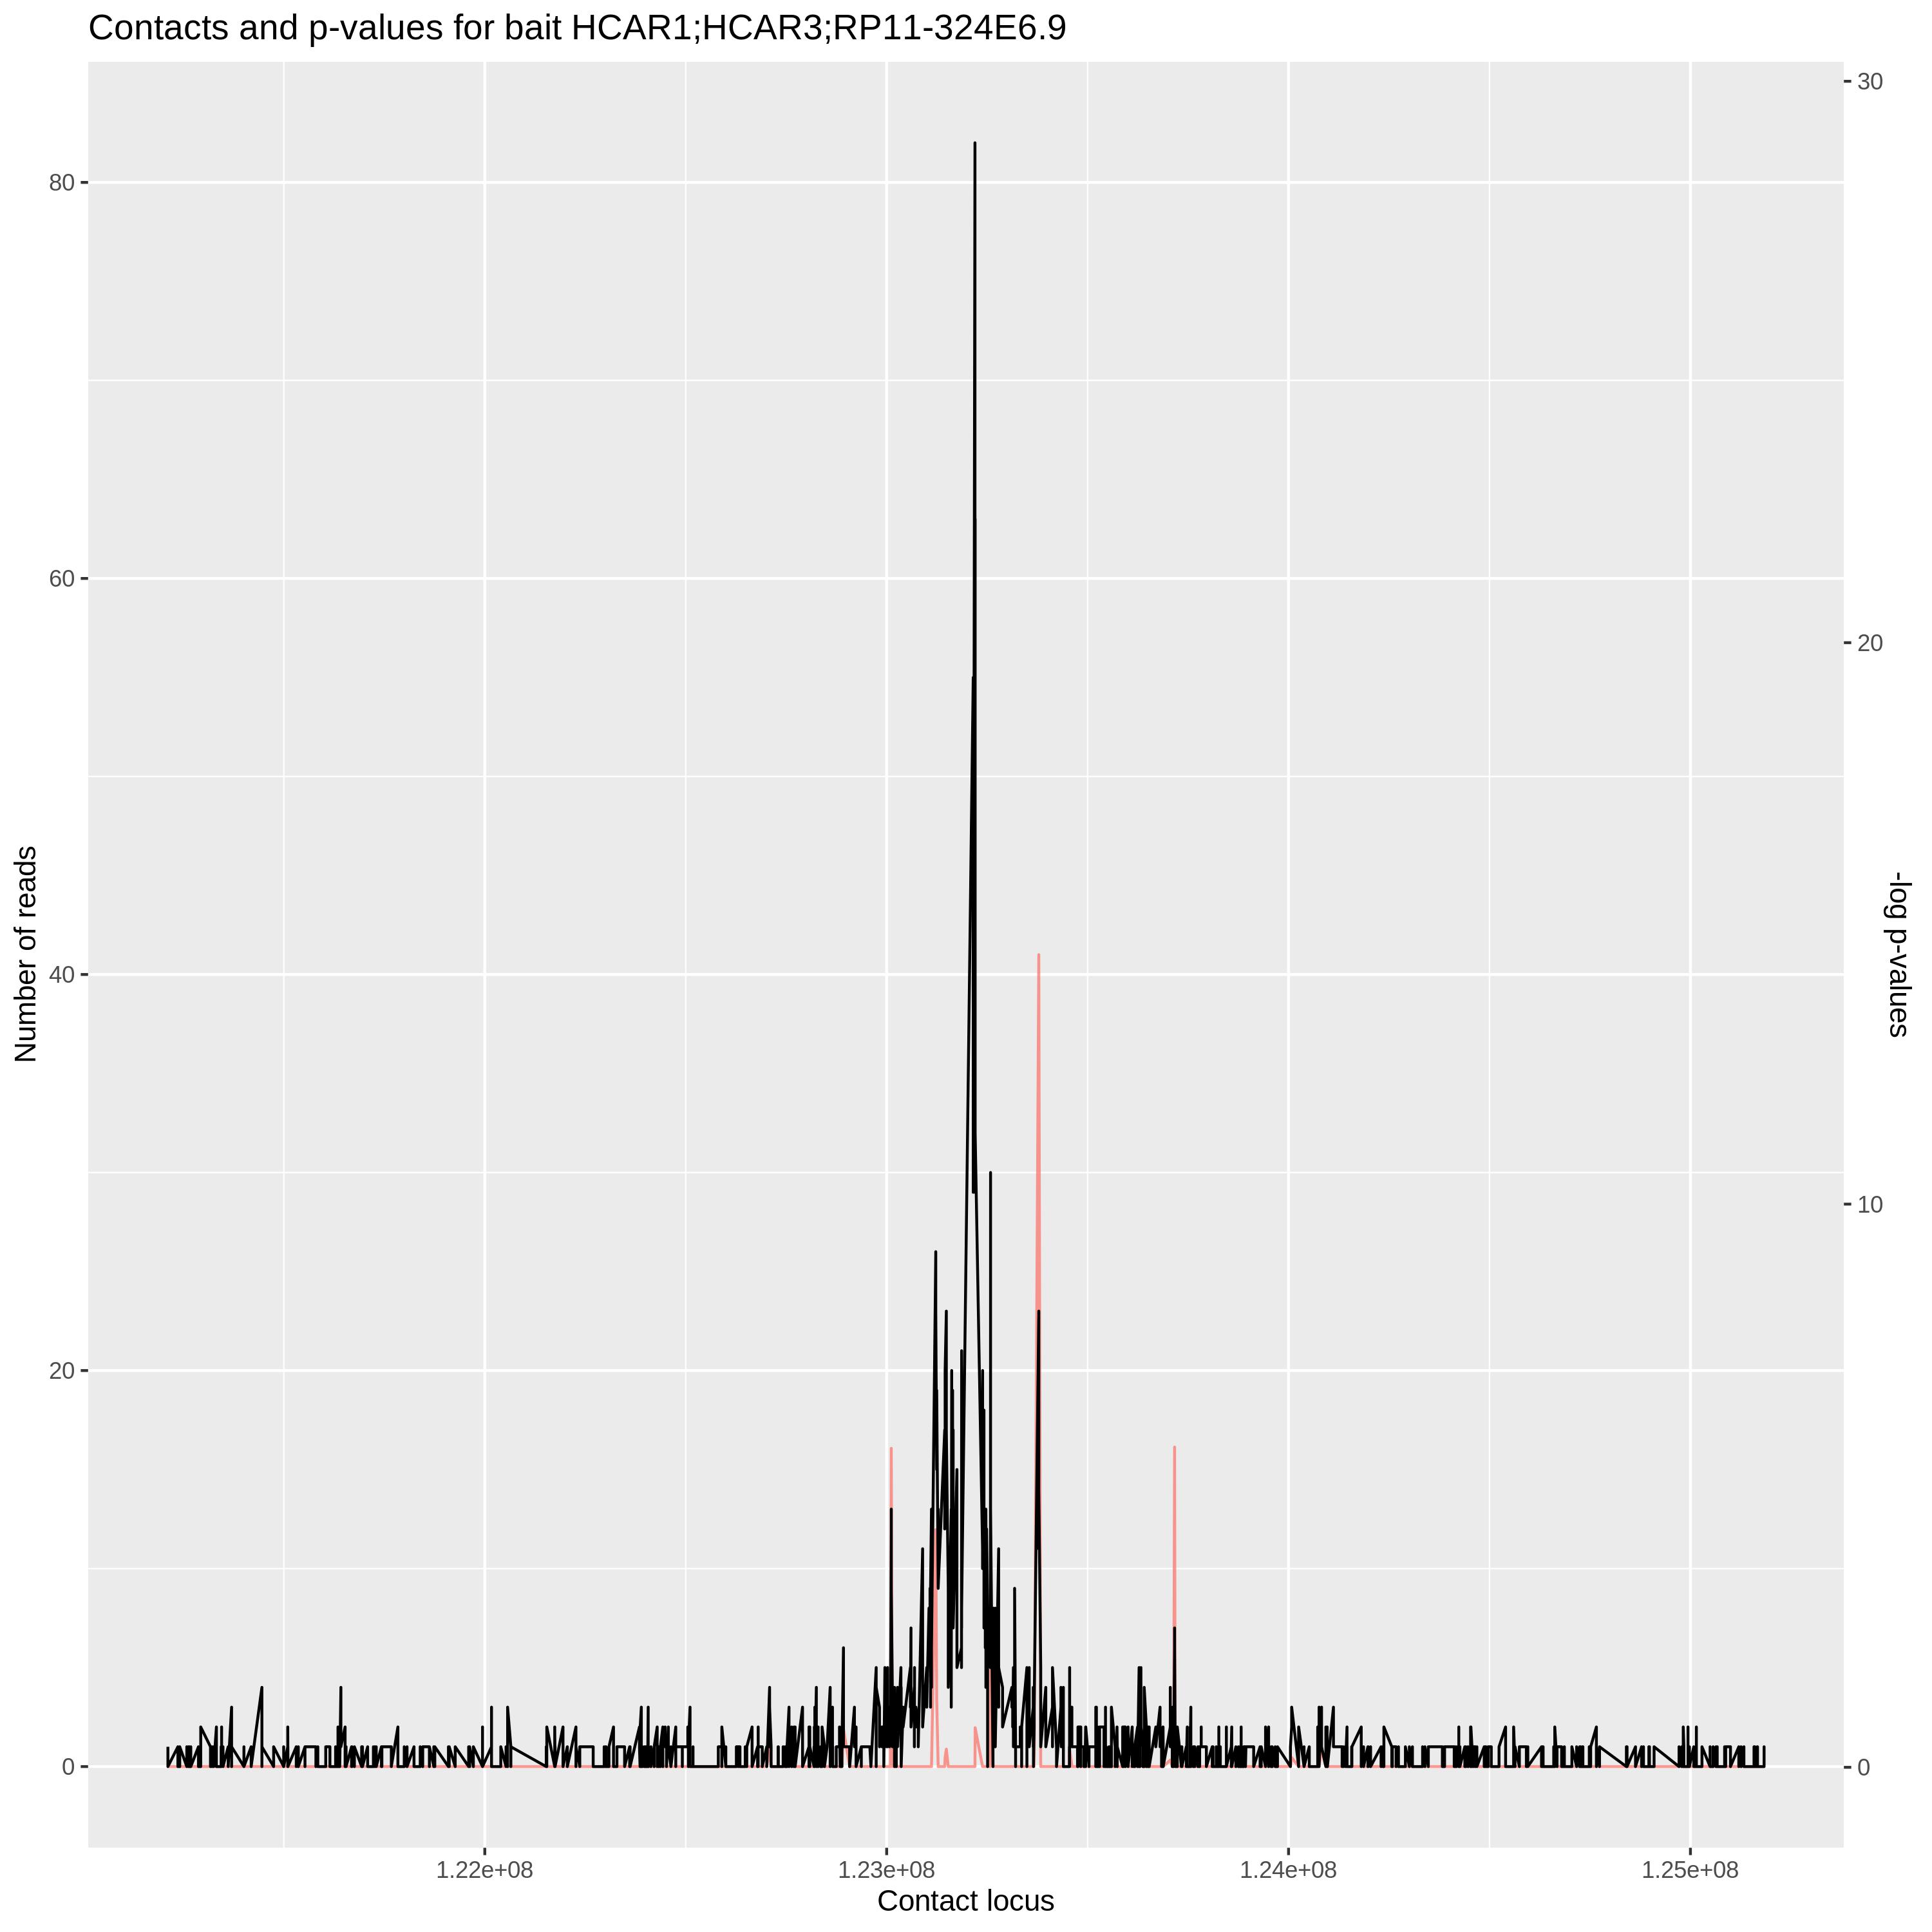 Contacts and p-values for bait HCAR1;HCAR3;RP11-324E6.9
30
80
20
60
Number of reads
-log p-values
40
10
20
0
0
1.22e+08
1.23e+08
1.24e+08
1.25e+08
Contact locus